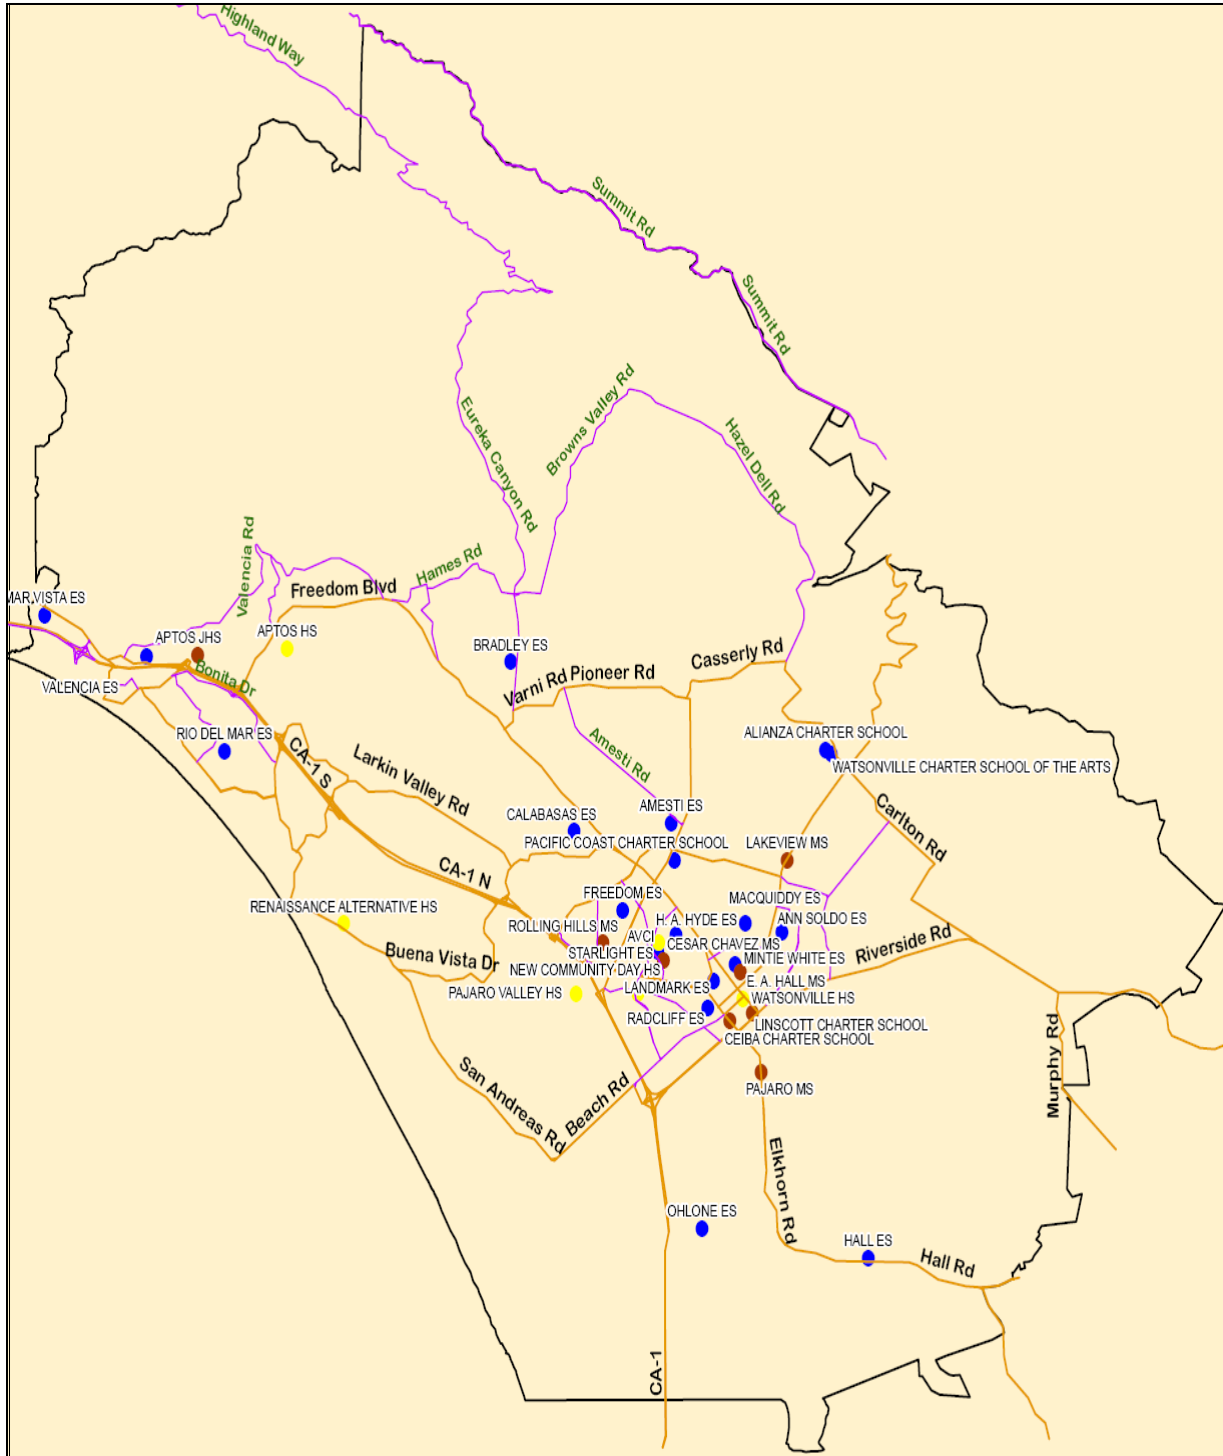 Highland Way
Summit Rd
Summit Rd
Browns Valley Rd
Eureka Canyon Rd
Hazel Dell Rd
Valencia Rd
Hames Rd
Freedom Blvd
MAR VISTA ES
APTOS JHS
APTOS HS
BRADLEY ES
Casserly Rd
Varni Rd
Pioneer Rd
Bonita Dr
VALENCIA ES
RIO DEL MAR ES
ALIANZA CHARTER SCHOOL
Amesti Rd
CA-1 S
Larkin Valley Rd
WATSONVILLE CHARTER SCHOOL OF THE ARTS
CALABASAS ES
AMESTI ES
Carlton Rd
PACIFIC COAST CHARTER SCHOOL
LAKEVIEW MS
CA-1 N
FREEDOM ES
MACQUIDDY ES
RENAISSANCE ALTERNATIVE HS
ROLLING HILLS MS
H. A. HYDE ES
ANN SOLDO ES
AVCI
CESAR CHAVEZ MS
Riverside Rd
STARLIGHT ES
MINTIE WHITE ES
Buena Vista Dr
NEW COMMUNITY DAY HS
E. A. HALL MS
PAJARO VALLEY HS
LANDMARK ES
WATSONVILLE HS
RADCLIFF ES
LINSCOTT CHARTER SCHOOL
CEIBA CHARTER SCHOOL
Murphy Rd
San Andreas Rd
Beach Rd
PAJARO MS
Elkhorn Rd
OHLONE ES
HALL ES
Hall Rd
CA-1